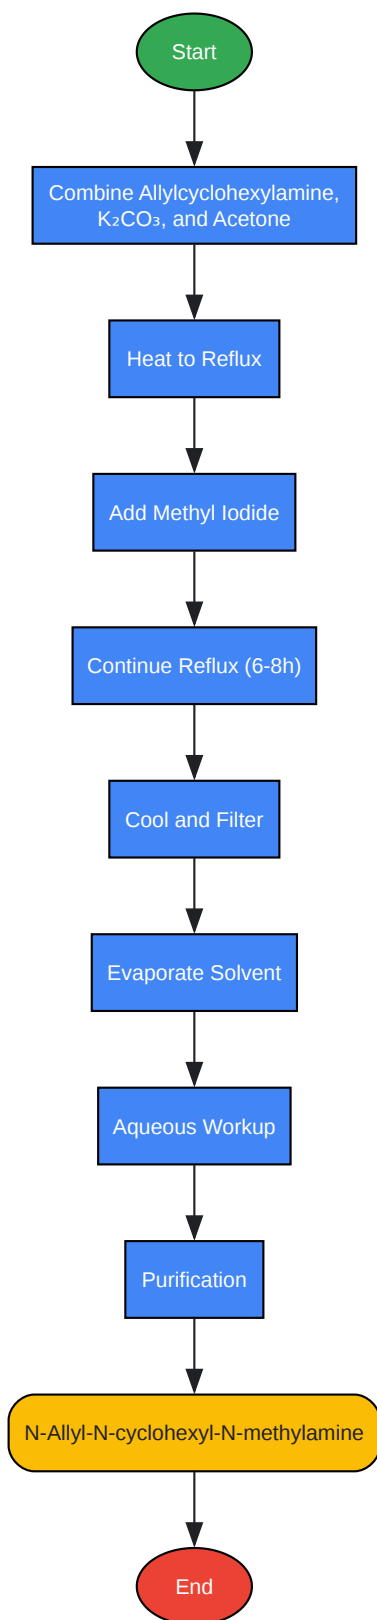 Start
Combine Allylcyclohexylamine,
K₂CO₃, and Acetone
Heat to Reflux
Add Methyl Iodide
Continue Reflux (6-8h)
Cool and Filter
Evaporate Solvent
Aqueous Workup
Purification
N-Allyl-N-cyclohexyl-N-methylamine
End